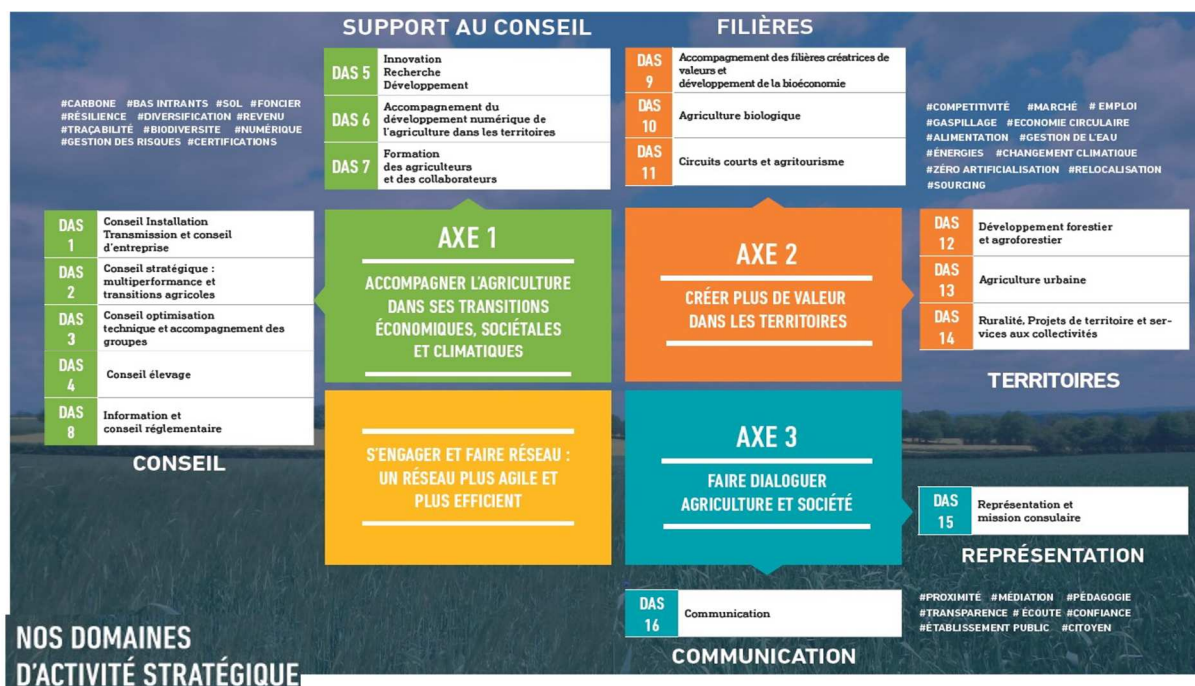 SUPPORT AU CONSEIL
DAS 5
Innovation
Recherche
Développement
DAS 6
Accompagnement du
développement numérique de
l'agriculture dans les territoires
DAS 7
Formation
des agriculteurs
et des collaborateurs
FILIÈRES
DAS
9
Accompagnement des filières créatrices de
valeurs et
développement de la bioéconomie
DAS
10
Agriculture biologique
DAS
11
Circuits courts et agritourisme
#CARBONE #BAS INTRANTS #SOL #FONCIER
#RÉSILIENCE #DIVERSIFICATION #REVENU
#TRAÇABILITÉ #BIODIVERSITE #NUMÉRIQUE
#GESTION DES RISQUES #CERTIFICATIONS
#COMPETITIVITÉ #MARCHÉ # EMPLOI
#GASPILLAGE #ECONOMIE CIRCULAIRE
#ALIMENTATION #GESTION DE L'EAU
#ÉNERGIES #CHANGEMENT CLIMATIQUE
#ZÉRO ARTIFICIALISATION #RELOCALISATION
#SOURCING
DAS
1
Conseil Installation
Transmission et conseil
d'entreprise
DAS
2
Conseil stratégique :
multiperformance et
transitions agricoles
DAS
3
Conseil optimisation
technique et accompagnement des
groupes
DAS
4
Conseil élevage
DAS
8
Information et
conseil réglementaire
CONSEIL
AXE 1
ACCOMPAGNER L'AGRICULTURE
DANS SES TRANSITIONS
ÉCONOMIQUES, SOCIÉTALES
ET CLIMATIQUES
AXE 2
CRÉER PLUS DE VALEUR
DANS LES TERRITOIRES
DAS
12
Développement forestier
et agroforestier
DAS
13
Agriculture urbaine
DAS
14
Ruralité, Projets de territoire et ser-
vices aux collectivités
TERRITOIRES
S'ENGAGER ET FAIRE RÉSEAU :
UN RÉSEAU PLUS AGILE ET
PLUS EFFICIENT
AXE 3
FAIRE DIALOGUER
AGRICULTURE ET SOCIÉTÉ
DAS
15
Représentation et
mission consulaire
REPRÉSENTATION
DAS
16
Communication
COMMUNICATION
#PROXIMITÉ #MÉDIATION #PÉDAGOGIE
#TRANSPARENCE # ÉCOUTE #CONFIANCE
#ÉTABLISSEMENT PUBLIC #CITOYEN
NOS DOMAINES
D'ACTIVITÉ STRATÉGIQUE